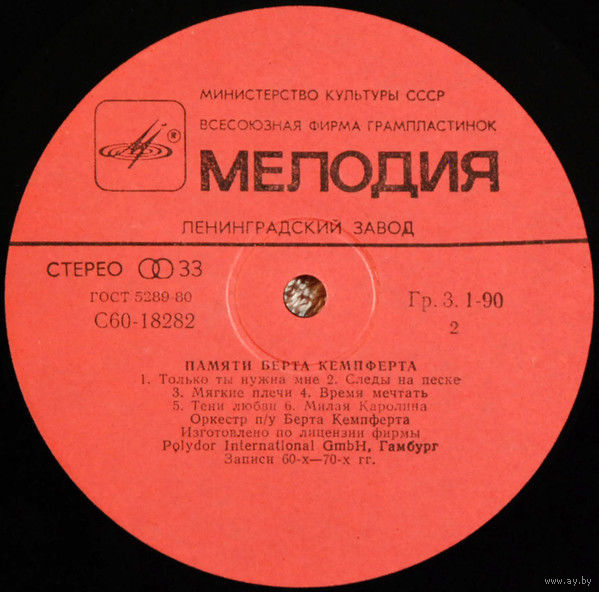 МИНИСТЕРСТВО КУЛЬТУРЫ СССР
ВСЕСОЮЗНАЯ ФИРМА ГРАМПЛАСТИНОК
®
МЕЛОДИЯ
ЛЕНИНГРАДСКИЙ ЗАВОД
СТЕРЕО 33
ГОСТ 5289-80
С60-18282
Гр. 3. 1-90
2
ПАМЯТИ БЕРТА КЕМПФЕРТА
1. Только ты нужна мне 2. Следы на песке
3. Мягкие плечи 4. Время мечтать
5. Тени любви 6. Милая Каролина
Оркестр п/у Берта Кемпферта
Изготовлено по лицензии фирмы
Polydor International GmbH, Гамбург
Записи 60-х—70-х гг.
www.ay.by